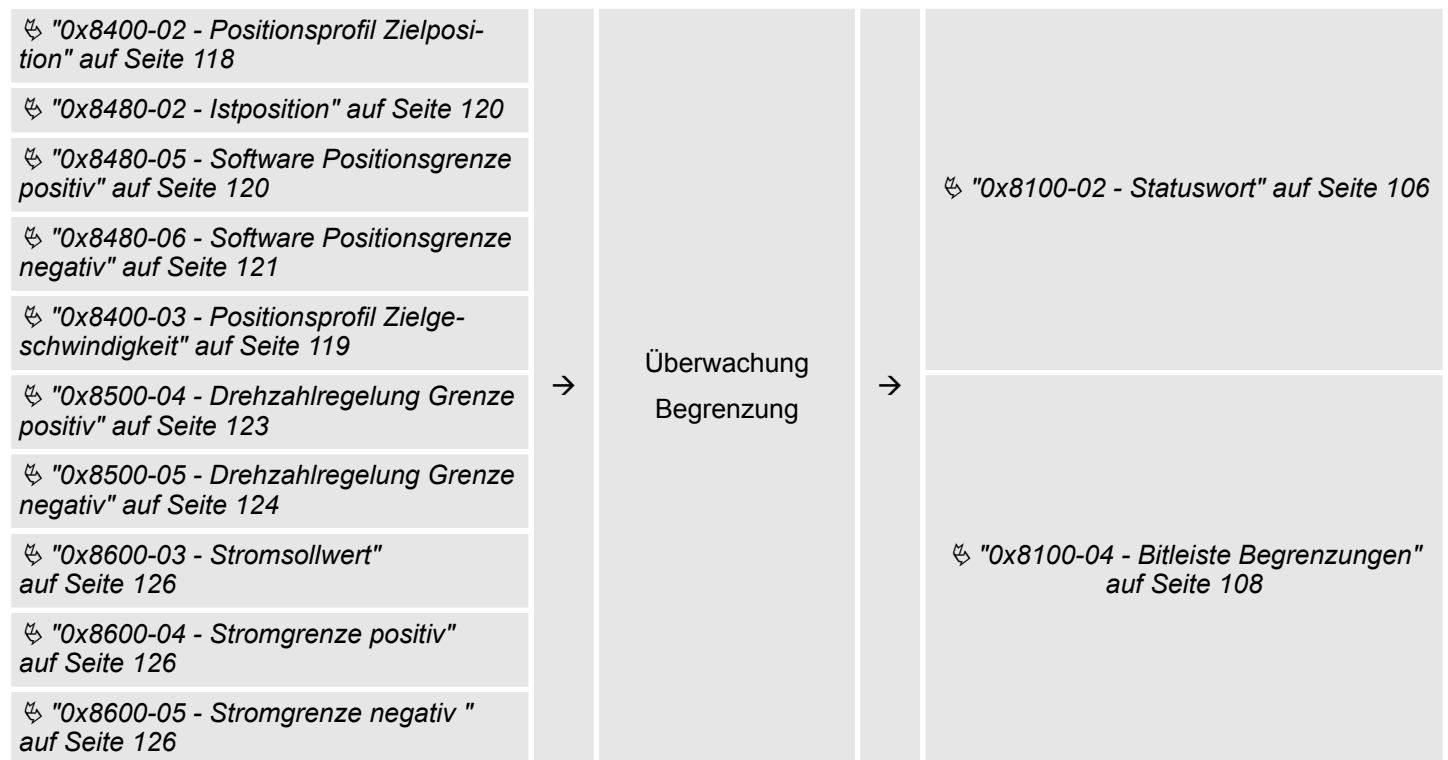 ↳ "0x8400-02 - Positionsprofil Zielposi-
tion" auf Seite 118
↳ "0x8480-02 - Istposition" auf Seite 120
↳ "0x8480-05 - Software Positionsgrenze
positiv" auf Seite 120
↳ "0x8480-06 - Software Positionsgrenze
negativ" auf Seite 121
↳ "0x8400-03 - Positionsprofil Zielge-
schwindigkeit" auf Seite 119
↳ "0x8500-04 - Drehzahlregelung Grenze
positiv" auf Seite 123
↳ "0x8500-05 - Drehzahlregelung Grenze
negativ" auf Seite 124
↳ "0x8600-03 - Stromsollwert"
auf Seite 126
↳ "0x8600-04 - Stromgrenze positiv"
auf Seite 126
↳ "0x8600-05 - Stromgrenze negativ "
auf Seite 126
→
Überwachung
Begrenzung
→
↳ "0x8100-02 - Statuswort" auf Seite 106
↳ "0x8100-04 - Bitleiste Begrenzungen"
auf Seite 108